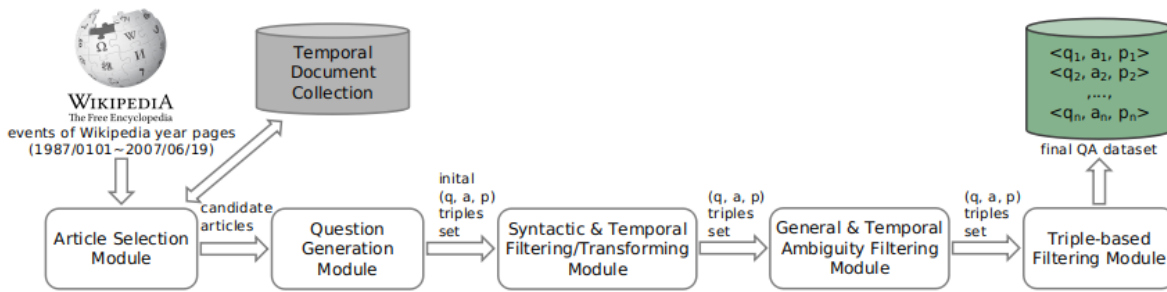 WIKIPEDIA
The Free Encyclopedia
events of Wikipedia year pages
(1987/0101~2007/06/19)
Temporal
Document
Collection
<q1, a1, p1>
<q2, a2, p2>
,...,
<qn, an, pn>
final QA dataset
Article Selection
Module
candidate
articles
Question
Generation
Module
inital
(q, a, p)
triples
set
Syntactic & Temporal
Filtering/Transforming
Module
(q, a, p)
triples
set
General & Temporal
Ambiguity Filtering
Module
(q, a, p)
triples
set
Triple-based
Filtering Module